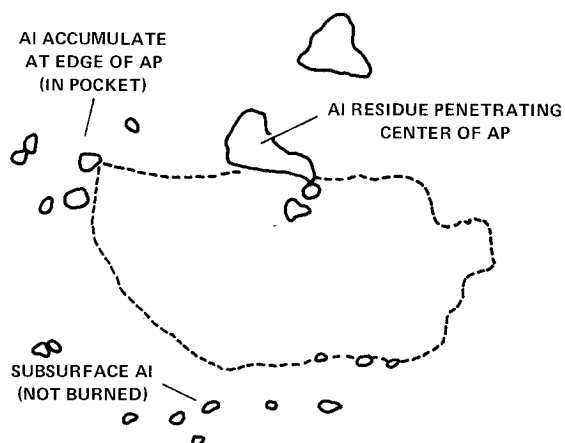 Al ACCUMULATE
AT EDGE OF AP
(IN POCKET)
Al RESIDUE PENETRATING
CENTER OF AP
SUBSURFACE Al
(NOT BURNED)